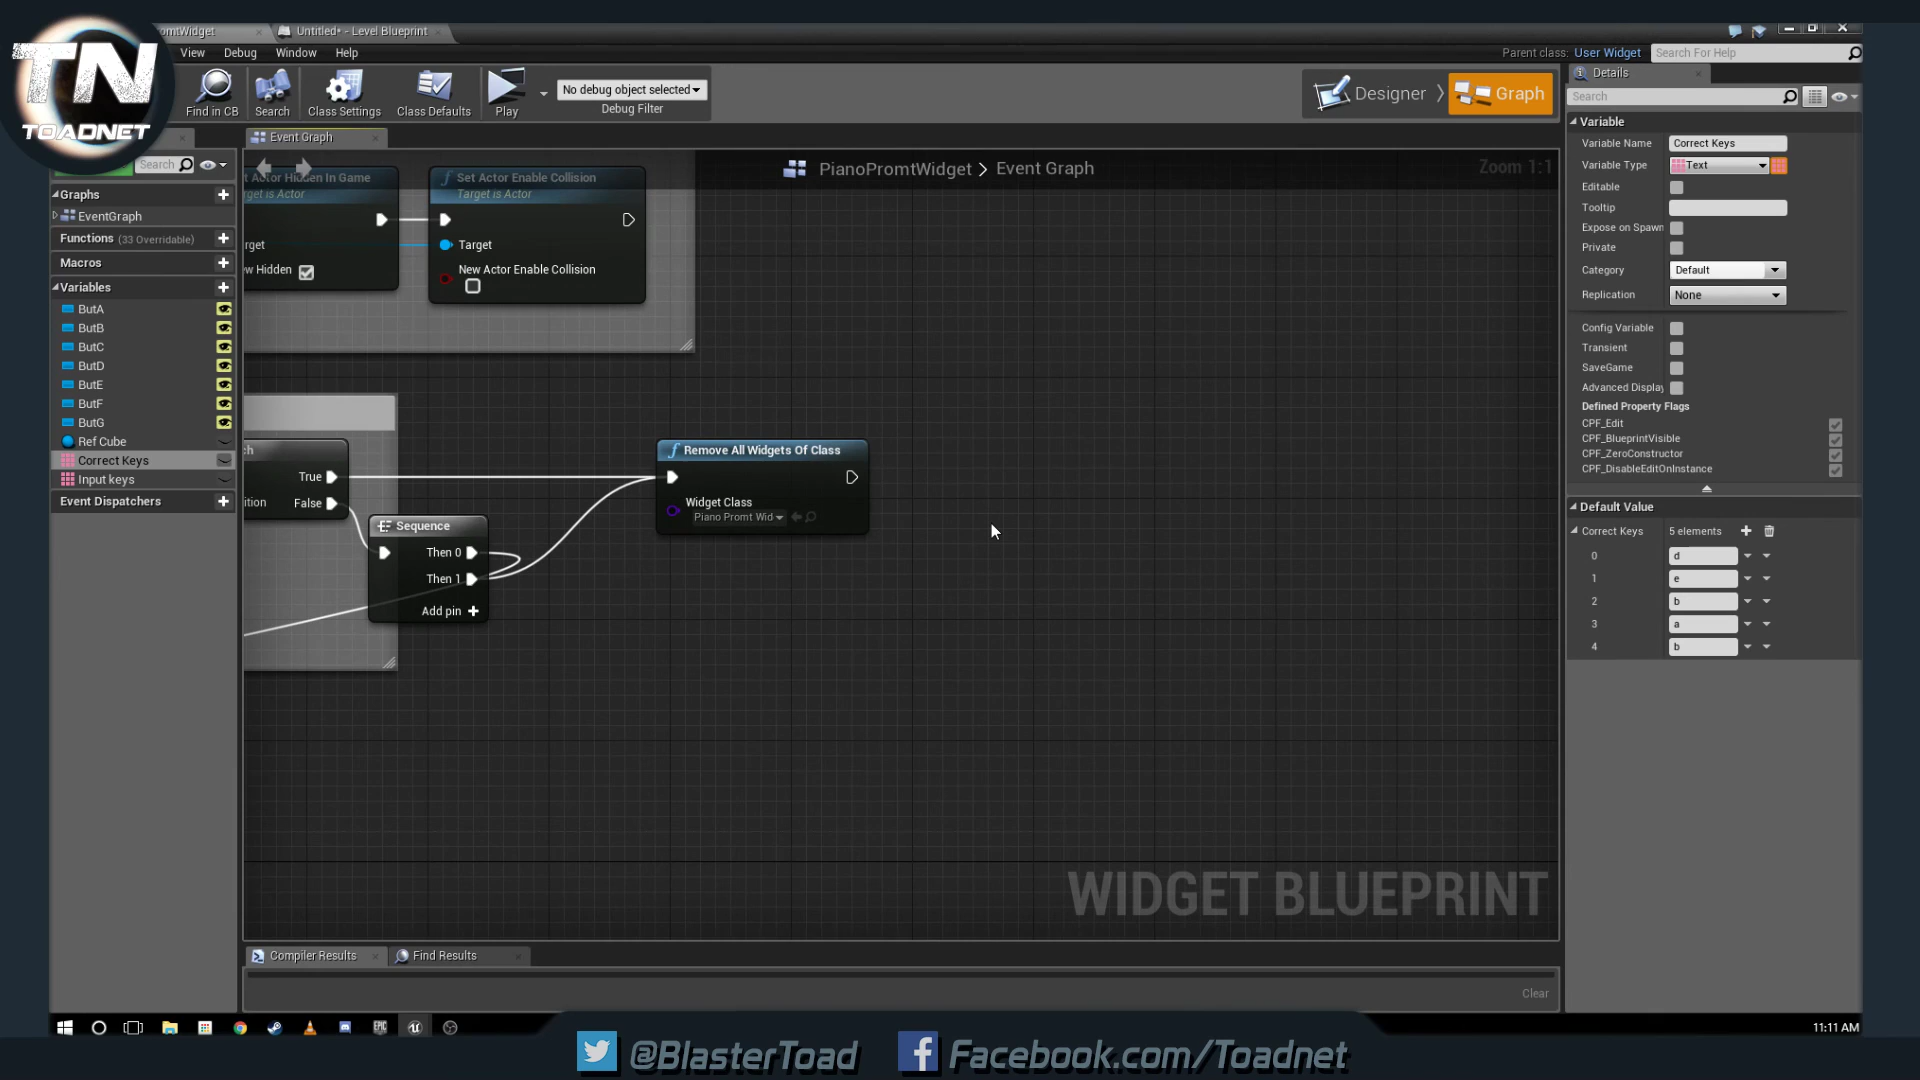 TN
TOADNET
omtWidget
Untitled* - Level Blueprint
View Debug Window Help
Parent class: User Widget
Search For Help
Find in CB
Search
Class Settings
Class Defaults
Play
No debug object selected
Debug Filter
Designer
Graph
Details
Search
Event Graph
Search
PianoPromtWidget > Event Graph
Zoom 1:1
Graphs
EventGraph
Functions (33 Overridable)
Macros
Variables
ButA
ButB
ButC
ButD
ButE
ButF
ButG
Ref Cube
Correct Keys
Input keys
Event Dispatchers
t Actor Hidden In Game
rget is Actor
rget
ew Hidden
Set Actor Enable Collision
Target is Actor
Target
New Actor Enable Collision
ch
True
ition
False
Sequence
Then 0
Then 1
Add pin
Remove All Widgets Of Class
Widget Class
Piano Promt Wid
WIDGET BLUEPRINT
Variable
Variable Name Correct Keys
Variable Type Text
Editable
Tooltip
Expose on Spawn
Private
Category Default
Replication None
Config Variable
Transient
SaveGame
Advanced Display
Defined Property Flags
CPF_Edit
CPF_BlueprintVisible
CPF_ZeroConstructor
CPF_DisableEditOnInstance
Default Value
Correct Keys 5 elements
0 d
1 e
2 b
3 a
4 b
Compiler Results
Find Results
Clear
EPIC
11:11 AM
@BlasterToad
Facebook.com/Toadnet